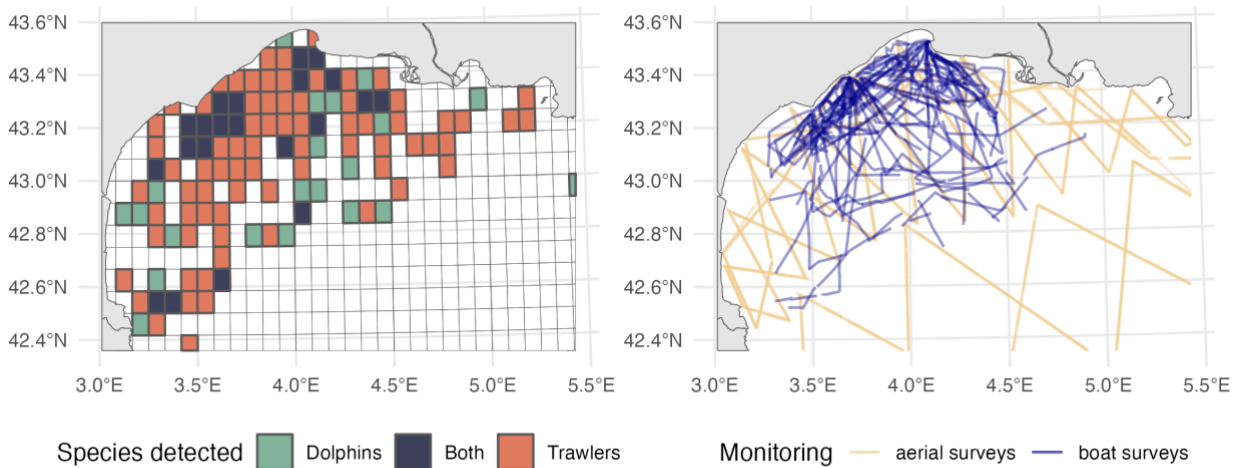 43.6°N
43.4°N
43.2°N
43.0°N
42.8°N
42.6°N
42.4°N
3.0°E 3.5°E 4.0°E 4.5°E 5.0°E 5.5°E
43.6°N
43.4°N
43.2°N
43.0°N
42.8°N
42.6°N
42.4°N
3.0°E 3.5°E 4.0°E 4.5°E 5.0°E 5.5°E
Species detected Dolphins Both Trawlers
Monitoring aerial surveys boat surveys